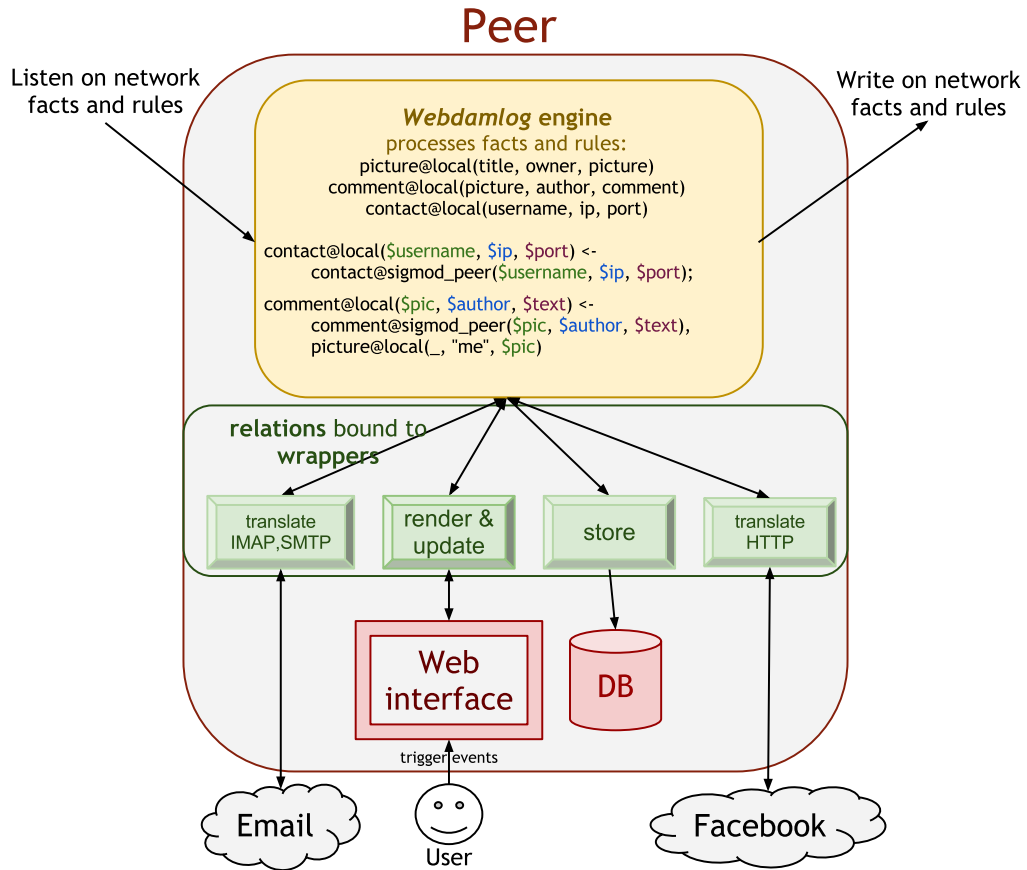 Peer
Listen on network
facts and rules
Write on network
facts and rules
Webdamlog engine
processes facts and rules:
picture@local(title, owner, picture)
comment@local(picture, author, comment)
contact@local(username, ip, port)
contact@local($username, $ip, $port) <-
contact@sigmod_peer($username, $ip, $port);
comment@local($pic, $author, $text) <-
comment@sigmod_peer($pic, $author, $text),
picture@local(_, "me", $pic)
relations bound to
wrappers
translate
IMAP,SMTP
render &
update
store
translate
HTTP
Web
interface
DB
trigger events
Email
User
Facebook